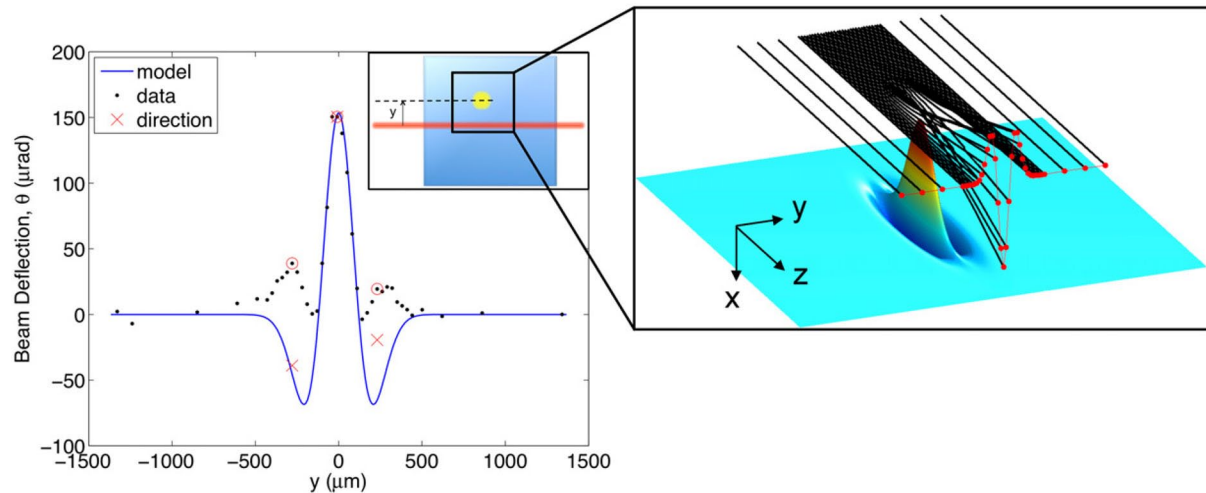 200
150
100
50
0
−50
−100
−1500
−1000
−500
0
500
1000
1500
Beam Deflection, θ (μrad)
y (μm)
model
data
direction
y
y
z
x